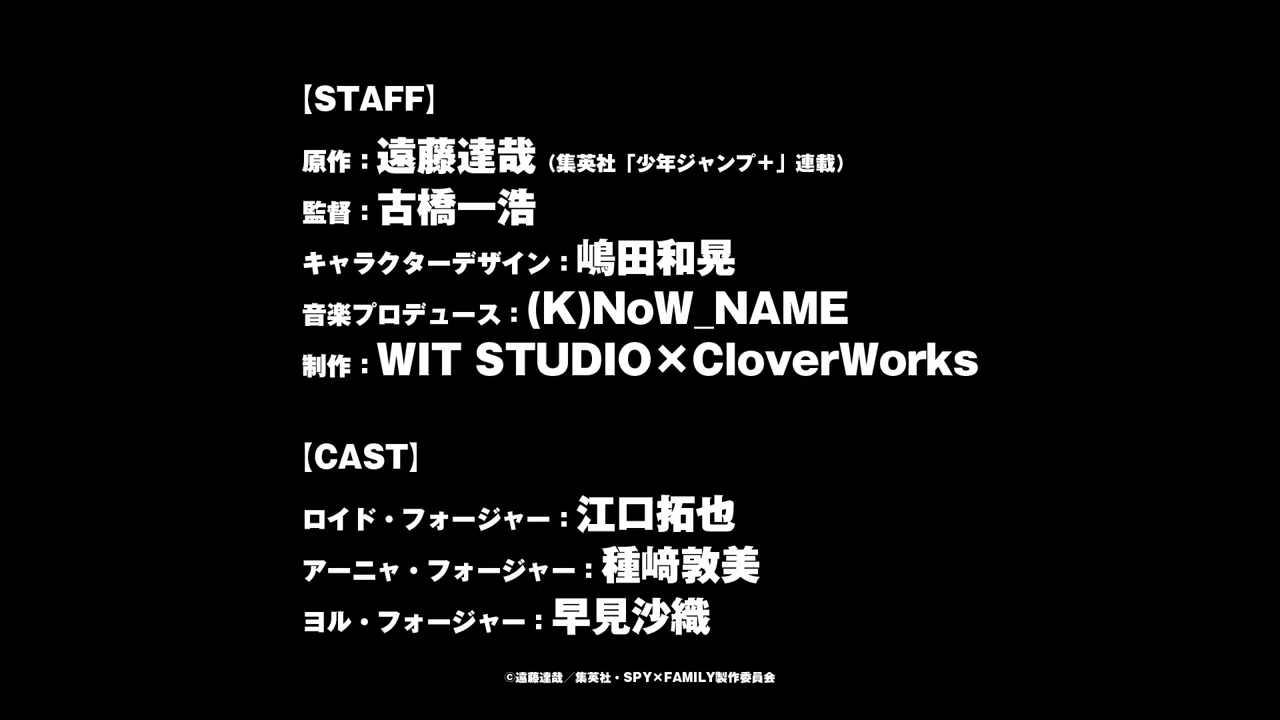 【STAFF】
原作：遠藤達哉（集英社「少年ジャンプ＋」連載）
監督：古橋一浩
キャラクターデザイン：嶋田和晃
音楽プロデュース：(K)NoW_NAME
制作：WIT STUDIO×CloverWorks
【CAST】
ロイド・フォージャー：江口拓也
アーニャ・フォージャー：種﨑敦美
ヨル・フォージャー：早見沙織
©遠藤達哉／集英社・SPY×FAMILY製作委員会